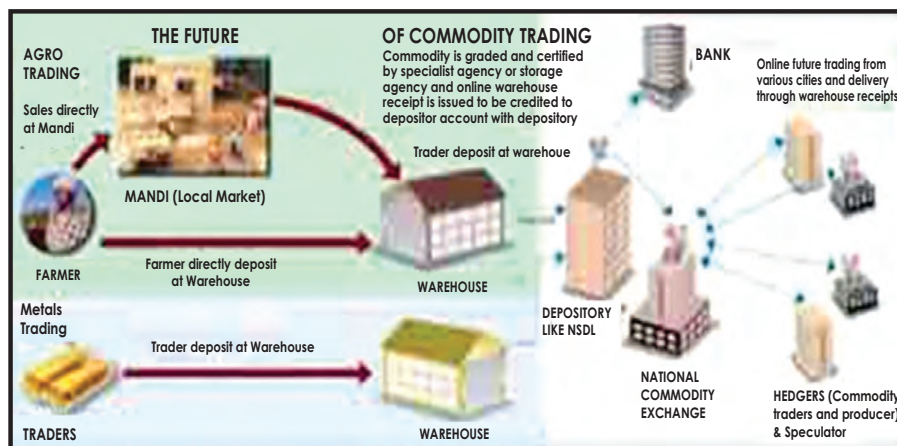 THE FUTURE
OF COMMODITY TRADING
AGRO
TRADING
Sales directly
at Mandi
MANDI (Local Market)
FARMER
Farmer directly deposit
at Warehouse
Commodity is graded and certified
by specialist agency or storage
agency and online warehouse
receipt is issued to be credited to
depositor account with depository
Trader deposit at warehoue
WAREHOUSE
Metals
Trading
Trader deposit at Warehouse
TRADERS
WAREHOUSE
BANK
DEPOSITORY
LIKE NSDL
NATIONAL
COMMODITY
EXCHANGE
Online future trading from
various cities and delivery
through warehouse receipts
HEDGERS (Commodity
traders and producer)
& Speculator